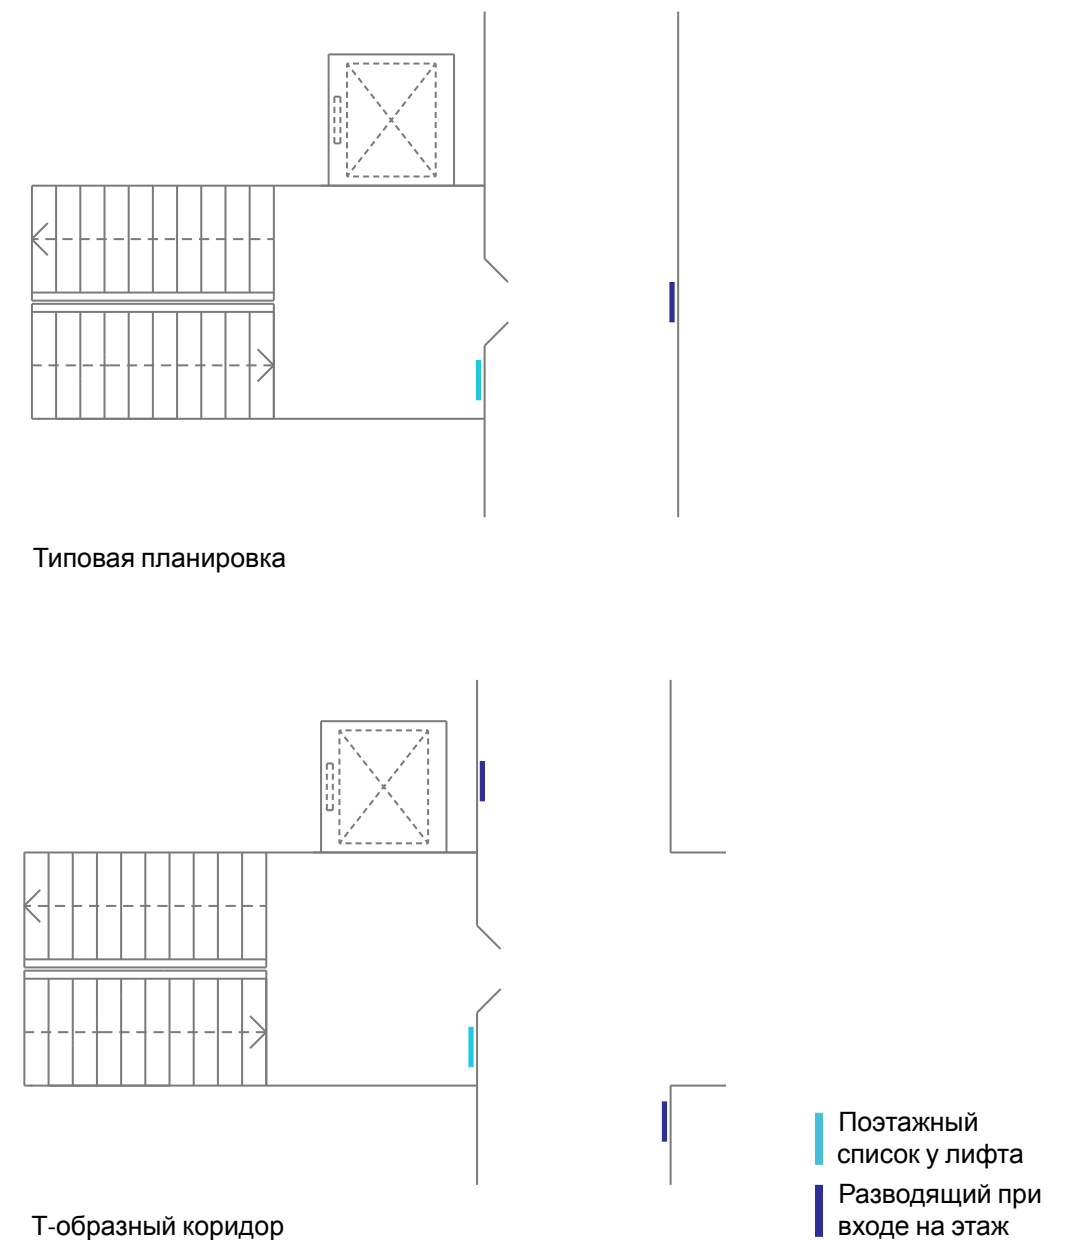 Типовая планировка
Поэтажный
список у лифта
Разводящий при
входе на этаж
Т-образный коридор